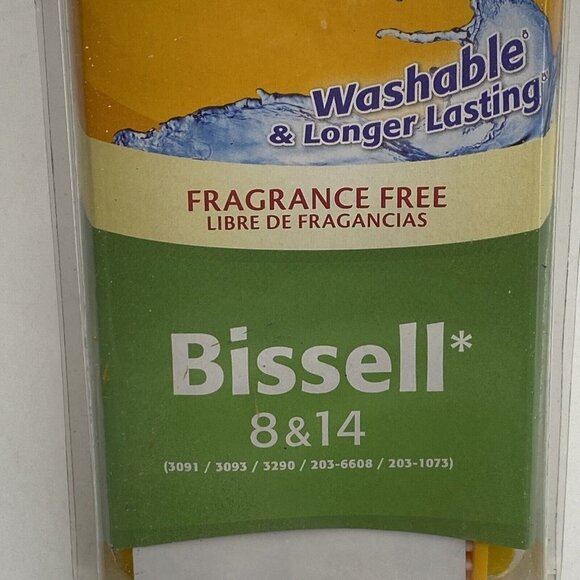 Washable
& Longer Lasting
FRAGRANCE FREE
LIBRE DE FRAGANCIAS
Bissell*
8 & 14
(3091 / 3093 / 3290 / 203-6608 / 203-1073)